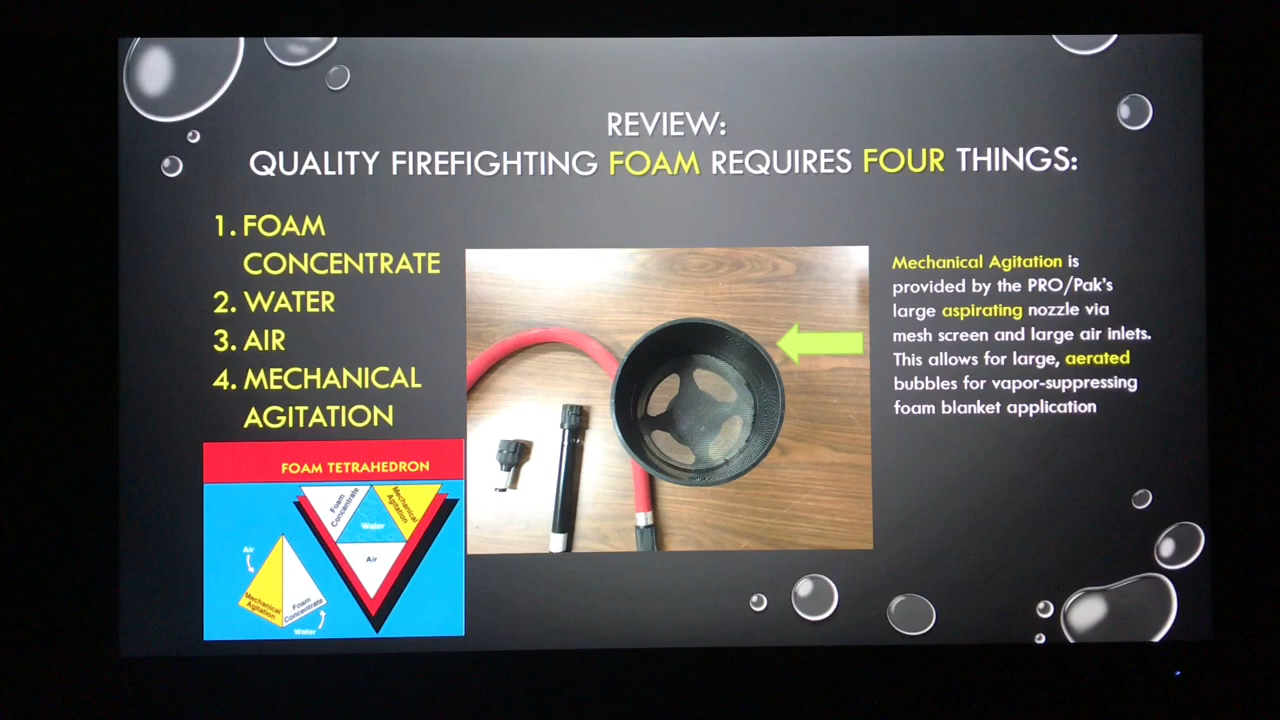 REVIEW:
QUALITY FIREFIGHTING FOAM REQUIRES FOUR THINGS:
1. FOAM
CONCENTRATE
2. WATER
3. AIR
4. MECHANICAL
AGITATION
Mechanical Agitation is
provided by the PRO/Pak's
large aspirating nozzle via
mesh screen and large air inlets.
This allows for large, aerated
bubbles for vapor-suppressing
foam blanket application
FOAM TETRAHEDRON
Foam
Concentrate
Mechanical
Agitation
Water
Air
Air
Mechanical
Agitation
Foam
Concentrate
Water